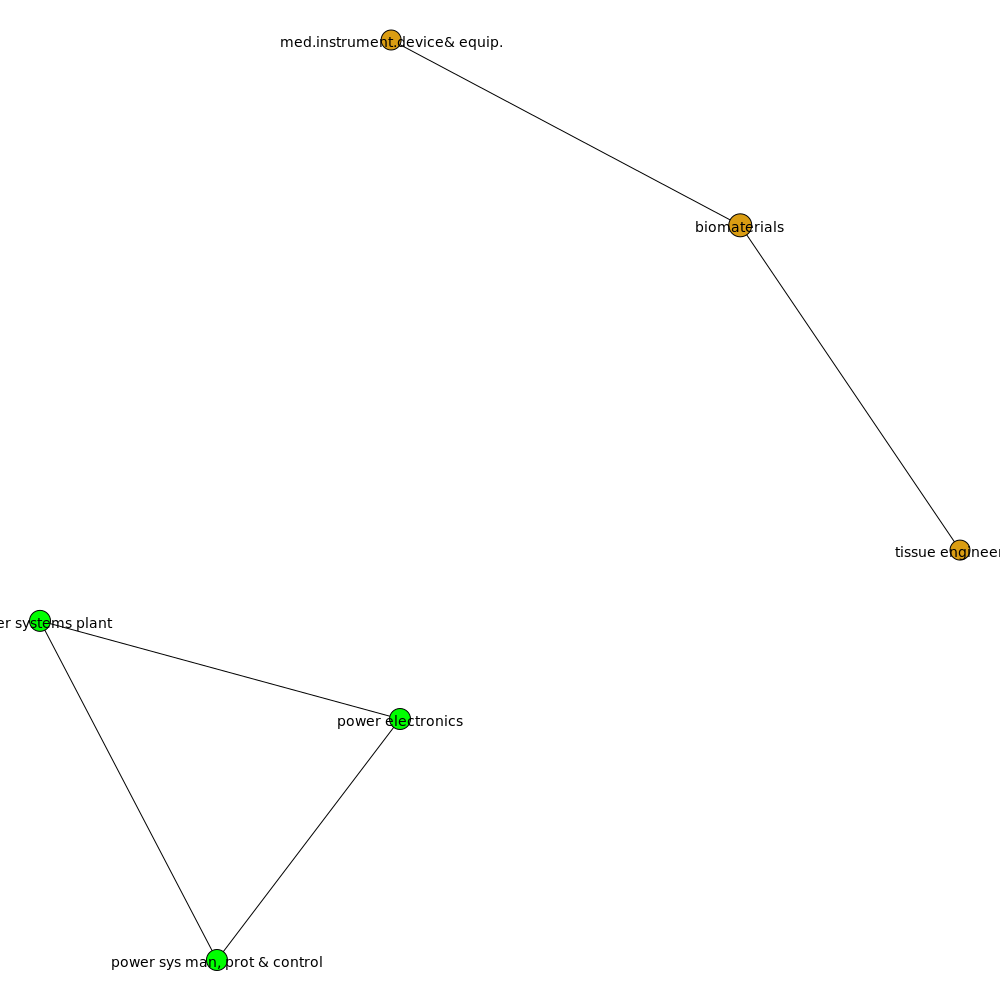 med.instrument.device& equip.
biomaterials
tissue engineer
er systems plant
power electronics
power sys man, prot & control